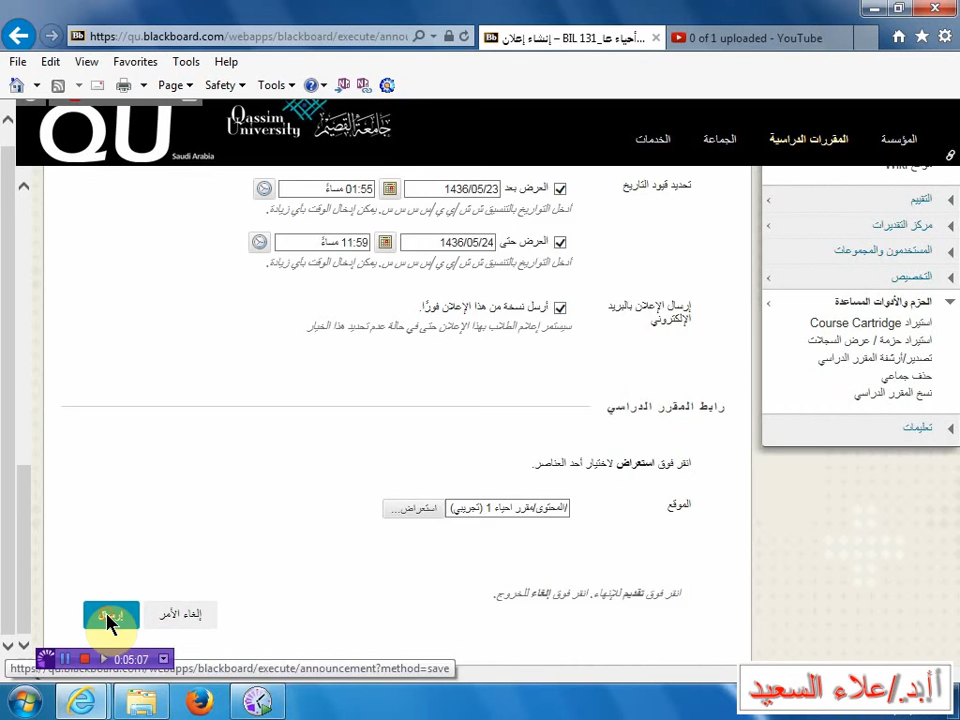 https://qu.blackboard.com/webapps/blackboard/execute/annou
أحياء عا_BIL 131 – إنشاء إعلان...
0 of 1 uploaded - YouTube
File Edit View Favorites Tools Help
Page Safety Tools
QU
Saudi Arabia
Qassim University
جامعة القصيم
المؤسسة
المقررات الدراسية
الجماعة
الخدمات
Wiki
التقييم
مركز التقديرات
المستخدمون والمجموعات
التخصيص
الحزم والأدوات المساعدة
استيراد Course Cartridge
استيراد حزمة / عرض السجلات
تصدير/أرشفة المقرر الدراسي
حذف جماعي
نسخ المقرر الدراسي
تعليمات
تحديد قيود التاريخ
العرض بعد 1436/05/23 01:55 مساءً
أدخل التواريخ بالتنسيق ش ش/ي ي/س س س س. يمكن إدخال الوقت بأي زيادة.
العرض حتى 1436/05/24 11:59 مساءً
أدخل التواريخ بالتنسيق ش ش/ي ي/س س س س. يمكن إدخال الوقت بأي زيادة.
إرسال الإعلان بالبريد الإلكتروني
أرسل نسخة من هذا الإعلان فورًا.
سيستمر إعلام الطلاب بهذا الإعلان حتى في حالة عدم تحديد هذا الخيار
رابط المقرر الدراسي
انقر فوق استعراض لاختيار أحد العناصر.
الموقع
/المحتوى/مقرر احياء 1 (تجريبي)
استعراض...
انقر فوق تقديم للإنهاء. انقر فوق إلغاء للخروج.
إلغاء الأمر
إرسال
0:05:07
https://qu.blackboard.com/webapps/blackboard/execute/announcement?method=save
أ.د/علاء السعيد